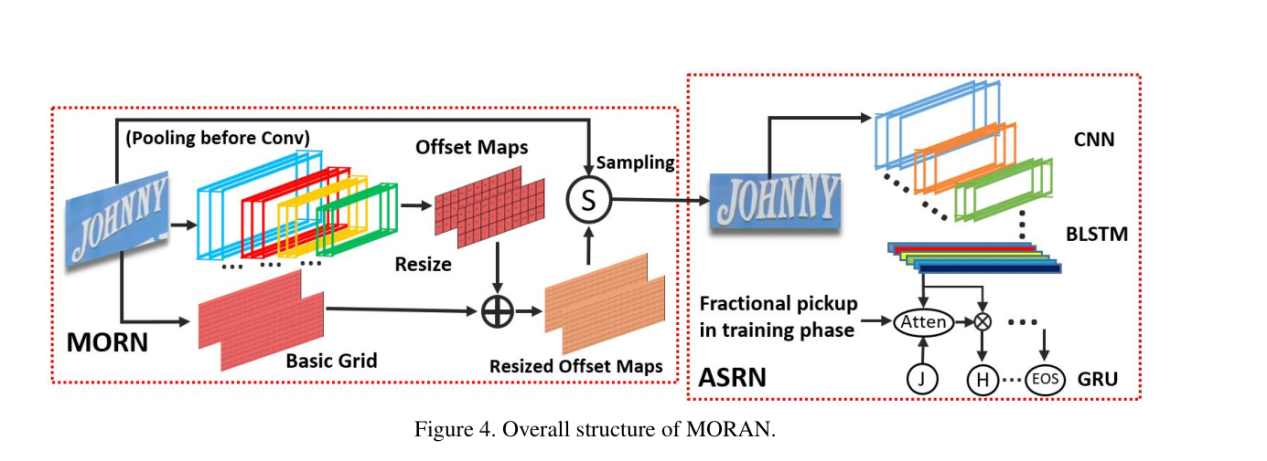 (Pooling before Conv)
Offset Maps
Sampling
S
JOHNNY
Resize
MORN
Basic Grid
Resized Offset Maps
JOHNNY
CNN
BLSTM
Fractional pickup
in training phase
Atten
ASRN
J
H
EOS
GRU
Figure 4. Overall structure of MORAN.